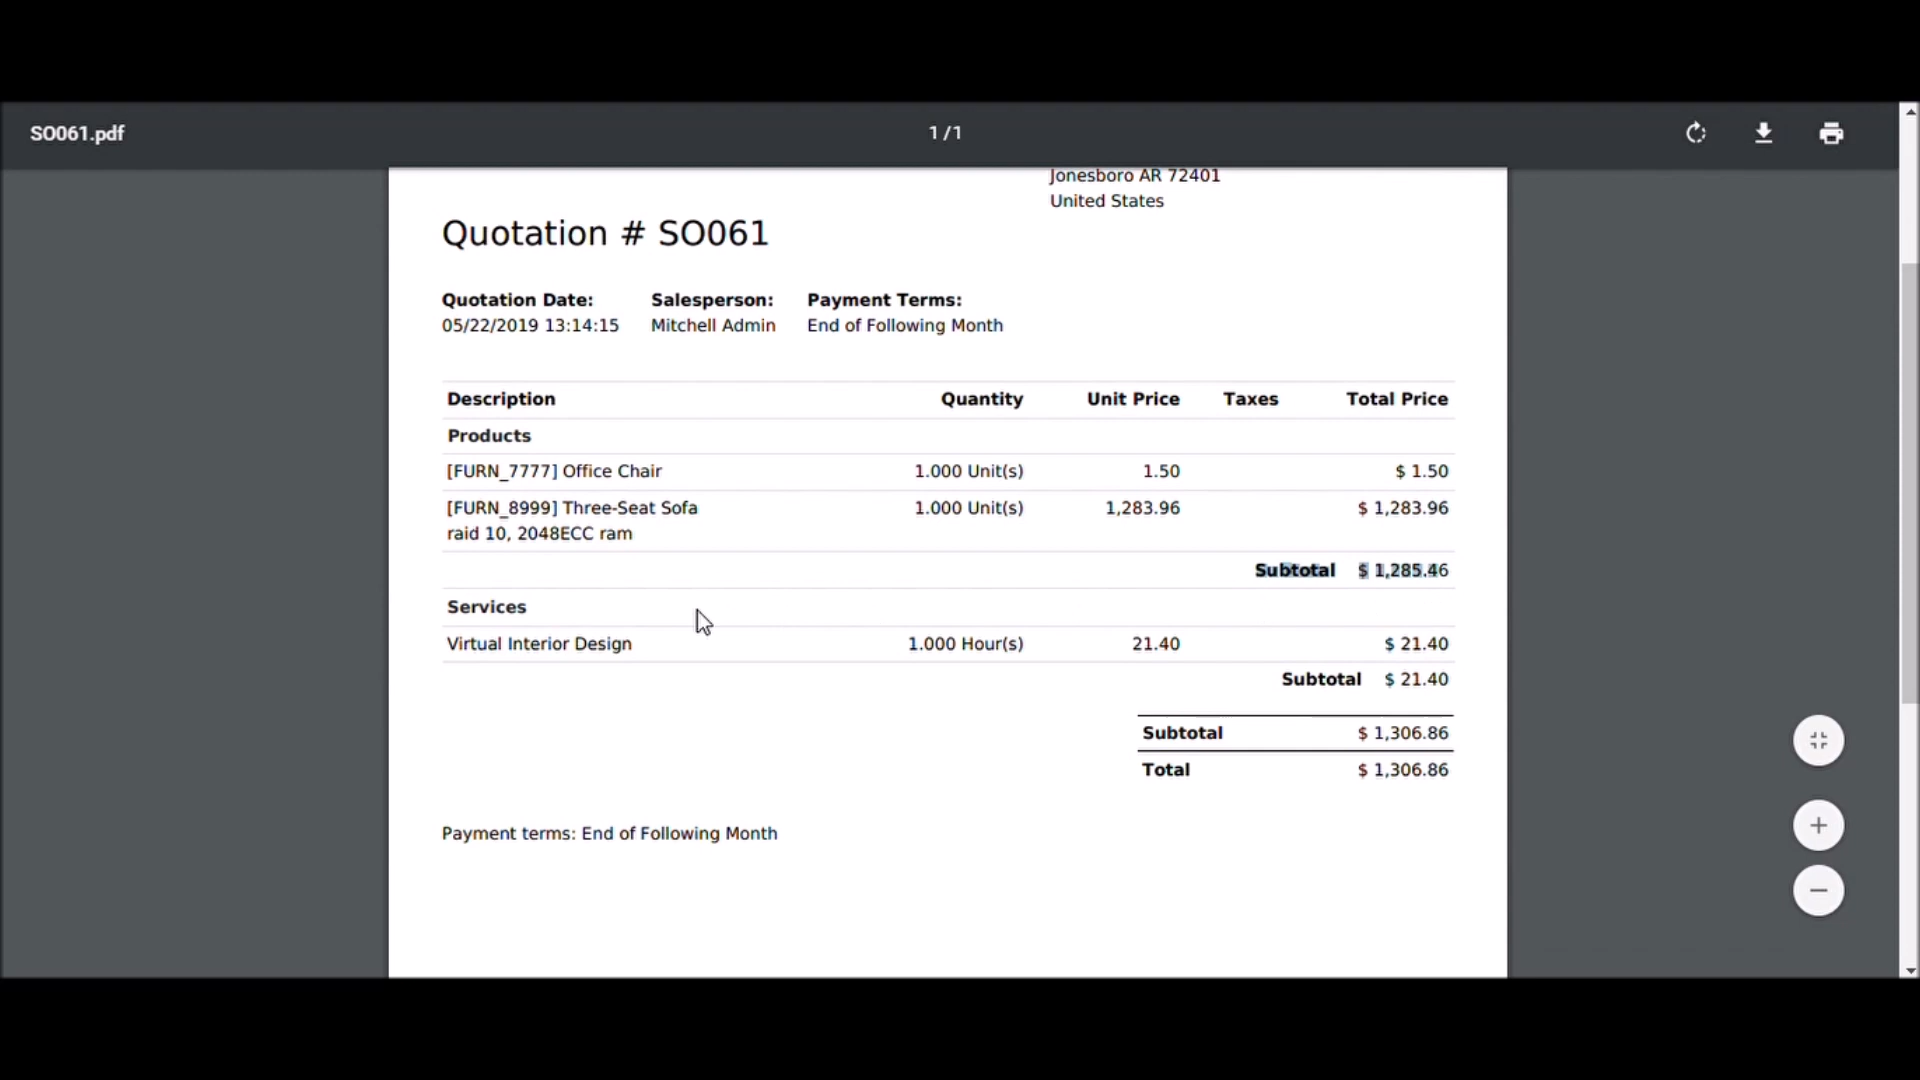 SO061.pdf
1 / 1
Jonesboro AR 72401
United States
Quotation # SO061
Quotation Date: Salesperson: Payment Terms:
05/22/2019 13:14:15 Mitchell Admin End of Following Month
Description Quantity Unit Price Taxes Total Price
Products
[FURN_7777] Office Chair 1.000 Unit(s) 1.50 $ 1.50
[FURN_8999] Three-Seat Sofa 1.000 Unit(s) 1,283.96 $ 1,283.96
raid 10, 2048ECC ram
Subtotal $ 1,285.46
Services
Virtual Interior Design 1.000 Hour(s) 21.40 $ 21.40
Subtotal $ 21.40
Subtotal $ 1,306.86
Total $ 1,306.86
Payment terms: End of Following Month